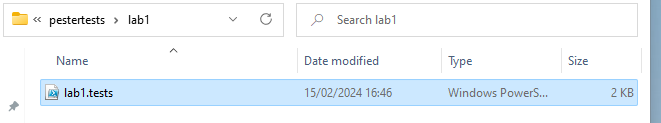 pestertests > lab1 Search lab1
Name Date modified Type Size
lab1.tests 15/02/2024 16:46 Windows PowerS... 2 KB